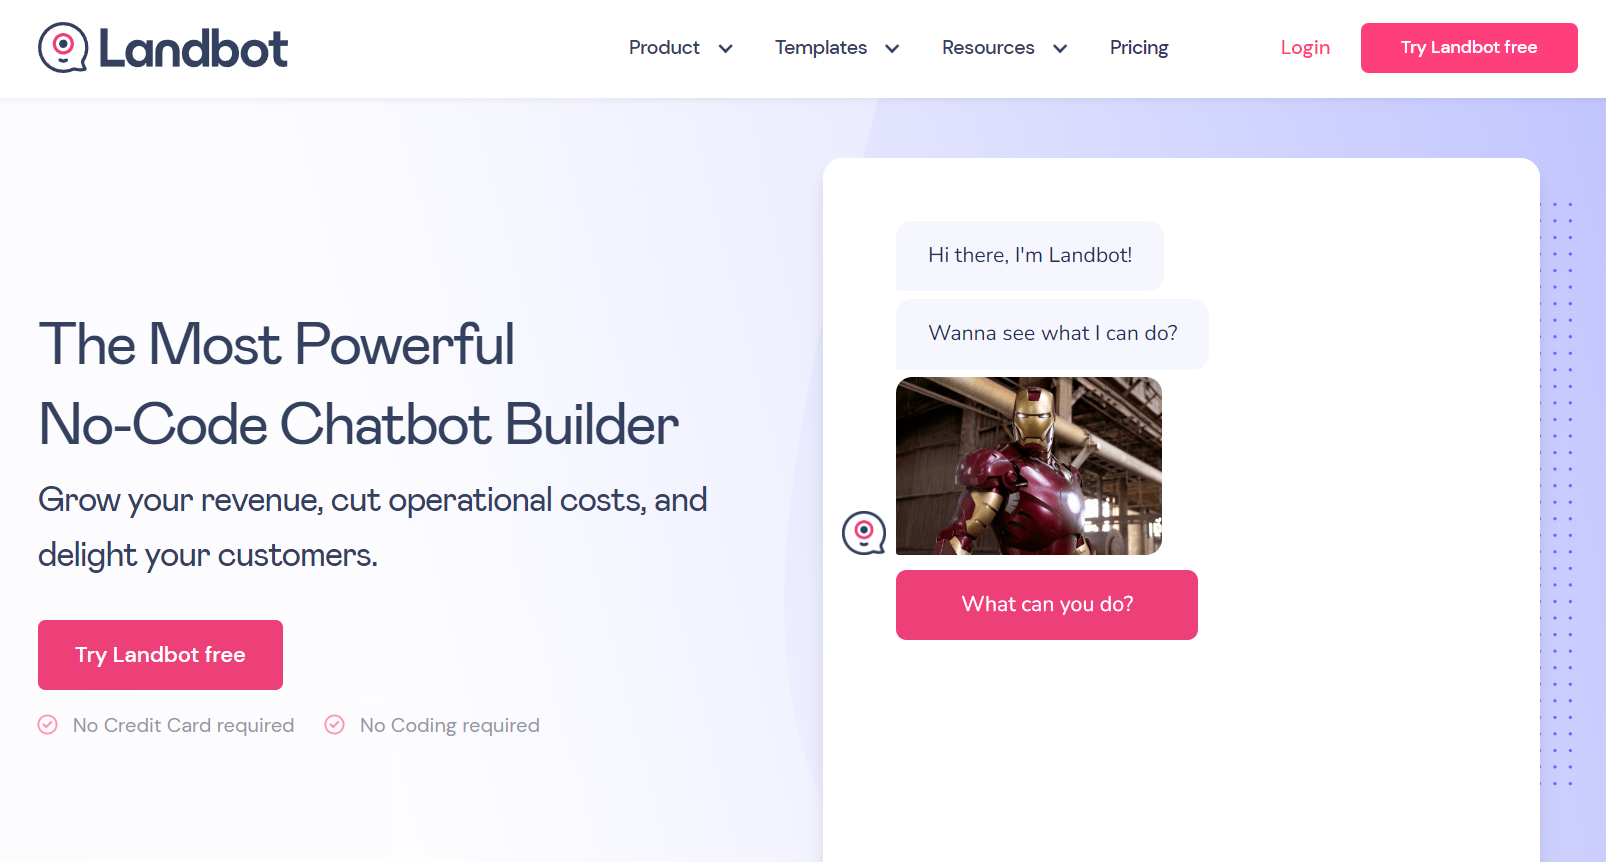 Landbot
Product
Templates
Resources
Pricing
Login
Try Landbot free
The Most Powerful
No-Code Chatbot Builder
Grow your revenue, cut operational costs, and
delight your customers.
Try Landbot free
No Credit Card required
No Coding required
Hi there, I'm Landbot!
Wanna see what I can do?
What can you do?